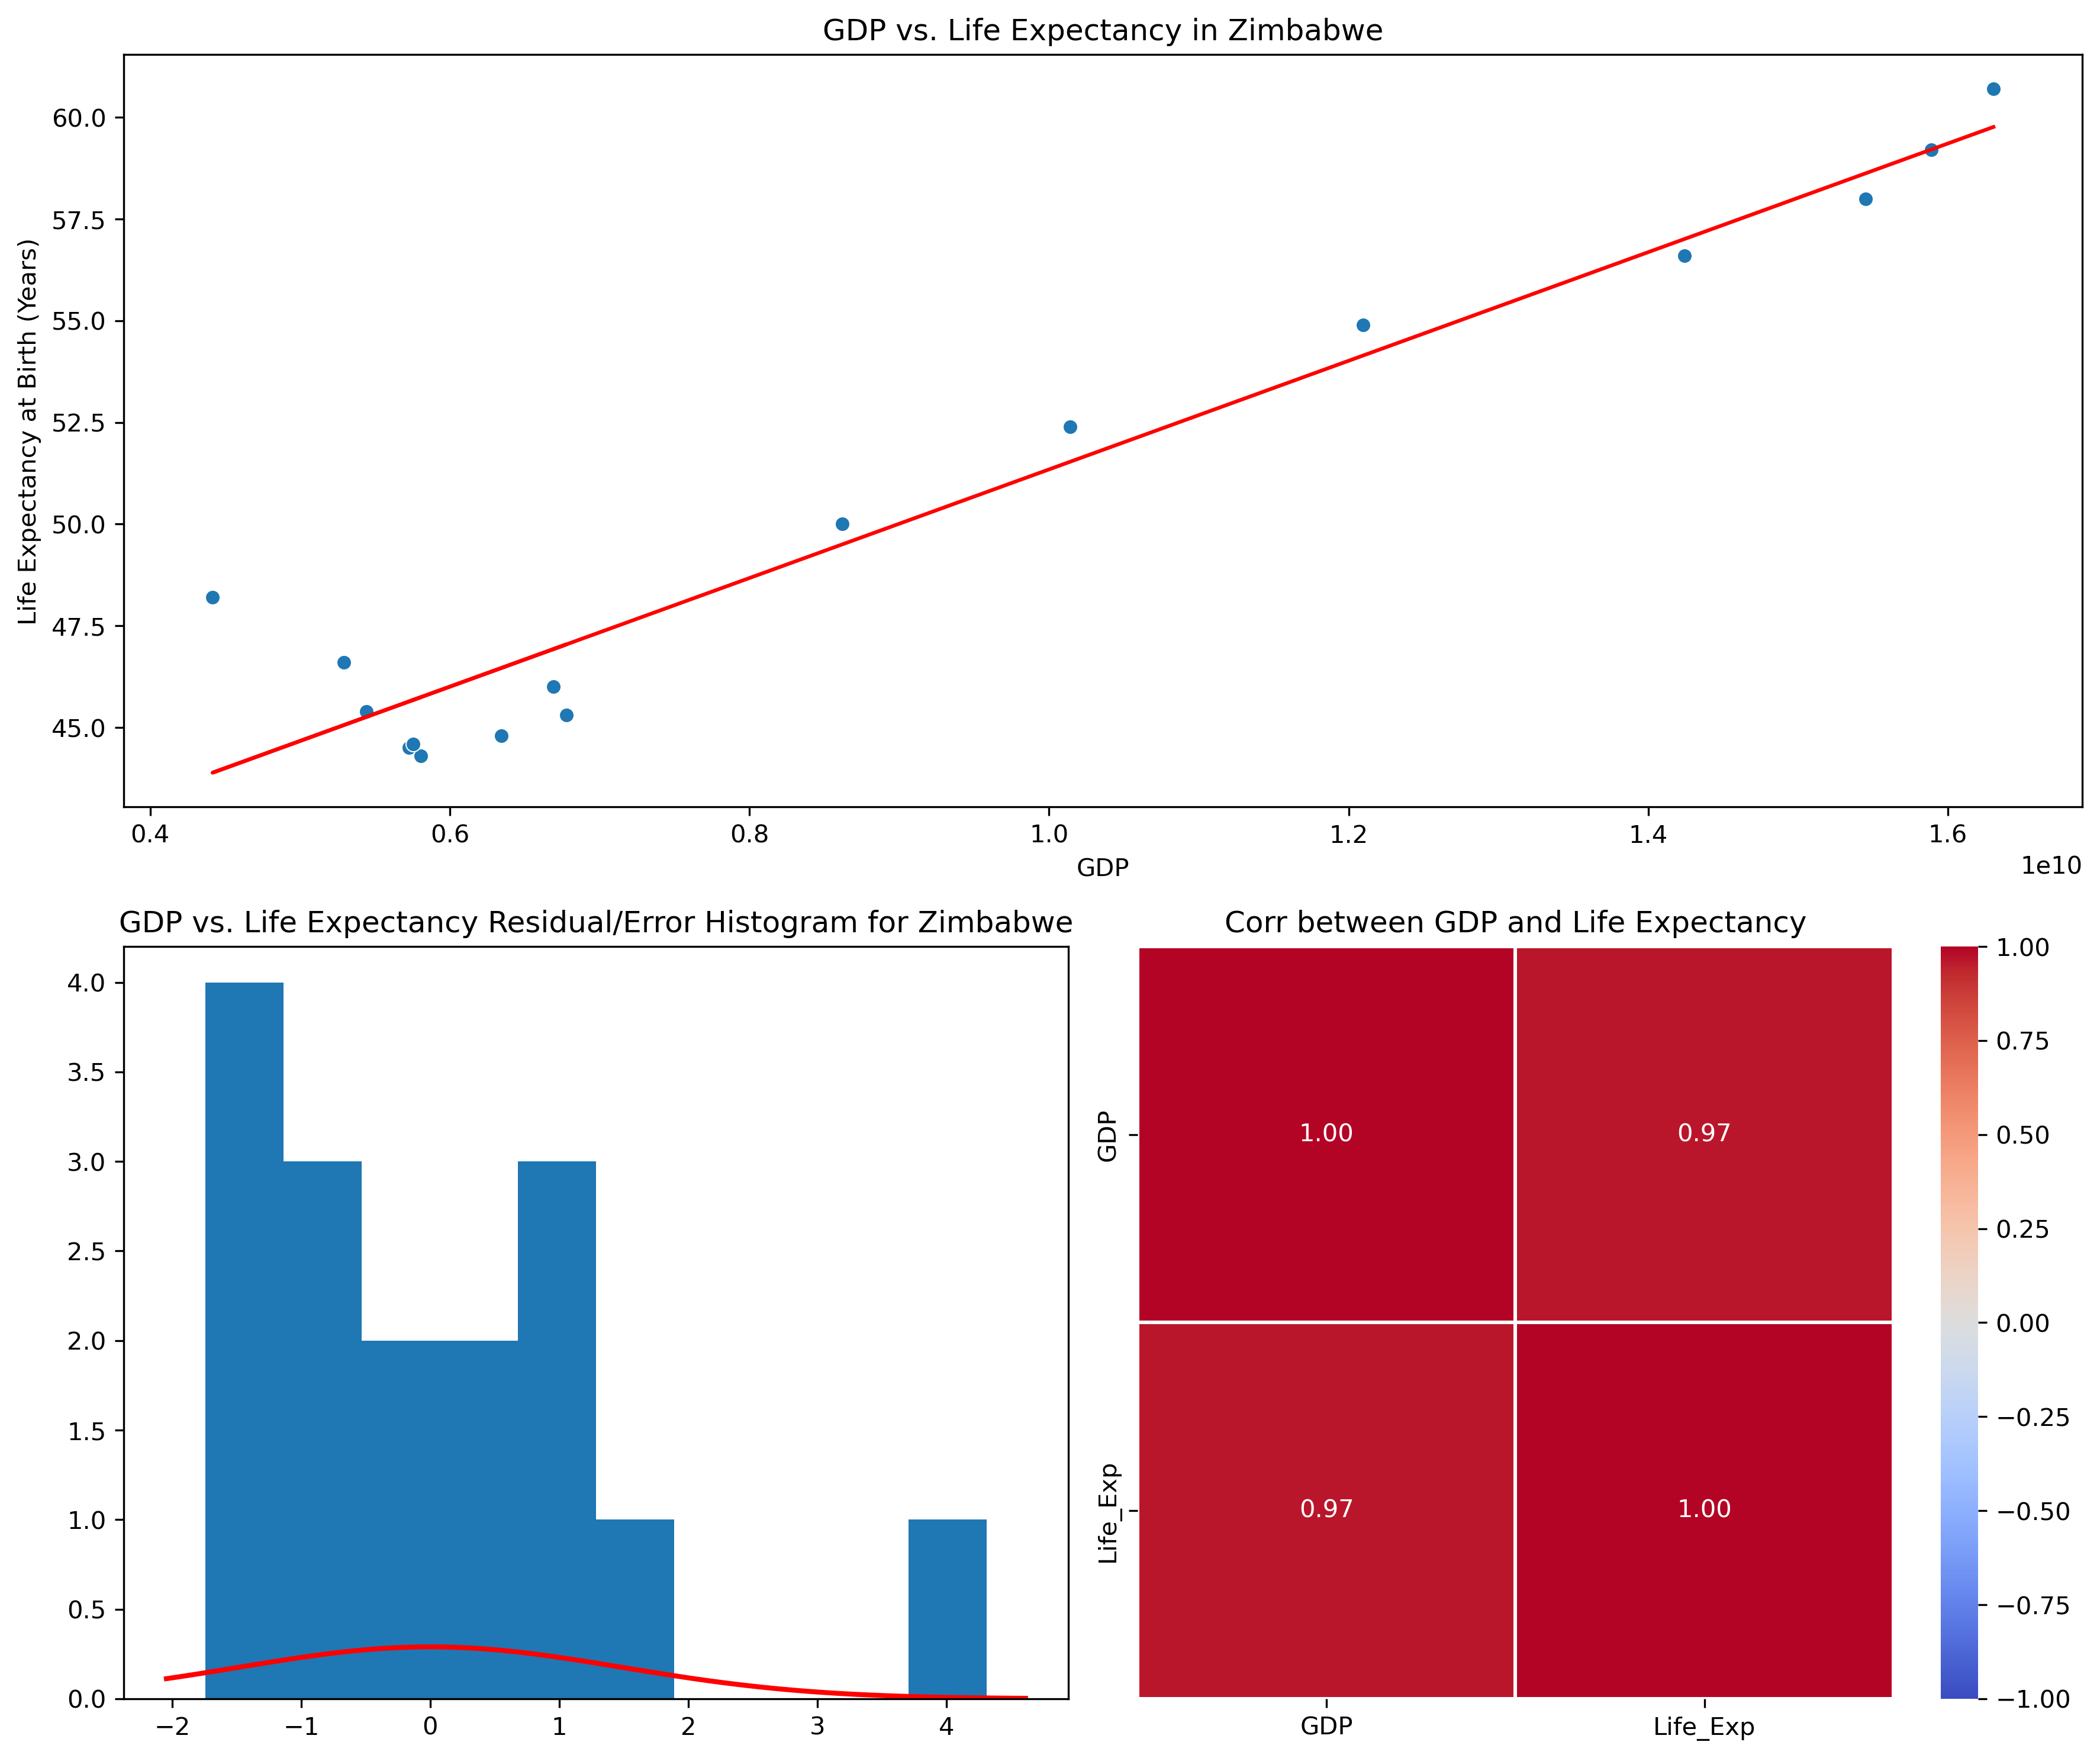 GDP vs. Life Expectancy in Zimbabwe
Life Expectancy at Birth (Years)
60.0
57.5
55.0
52.5
50.0
47.5
45.0
0.4 0.6 0.8 1.0 1.2 1.4 1.6
GDP
1e10
GDP vs. Life Expectancy Residual/Error Histogram for Zimbabwe
4.0
3.5
3.0
2.5
2.0
1.5
1.0
0.5
0.0
−2 −1 0 1 2 3 4
Corr between GDP and Life Expectancy
GDP
Life_Exp
1.00 0.97
0.97 1.00
GDP Life_Exp
1.00
0.75
0.50
0.25
0.00
−0.25
−0.50
−0.75
−1.00